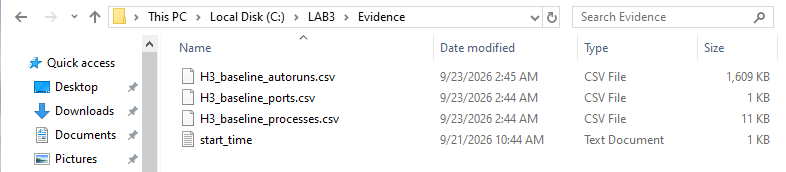 This PC > Local Disk (C:) > LAB3 > Evidence
Search Evidence
Quick access
Desktop
Downloads
Documents
Pictures
Name Date modified Type Size
H3_baseline_autoruns.csv 9/23/2026 2:45 AM CSV File 1,609 KB
H3_baseline_ports.csv 9/23/2026 2:44 AM CSV File 1 KB
H3_baseline_processes.csv 9/23/2026 2:44 AM CSV File 11 KB
start_time 9/21/2026 10:44 AM Text Document 1 KB